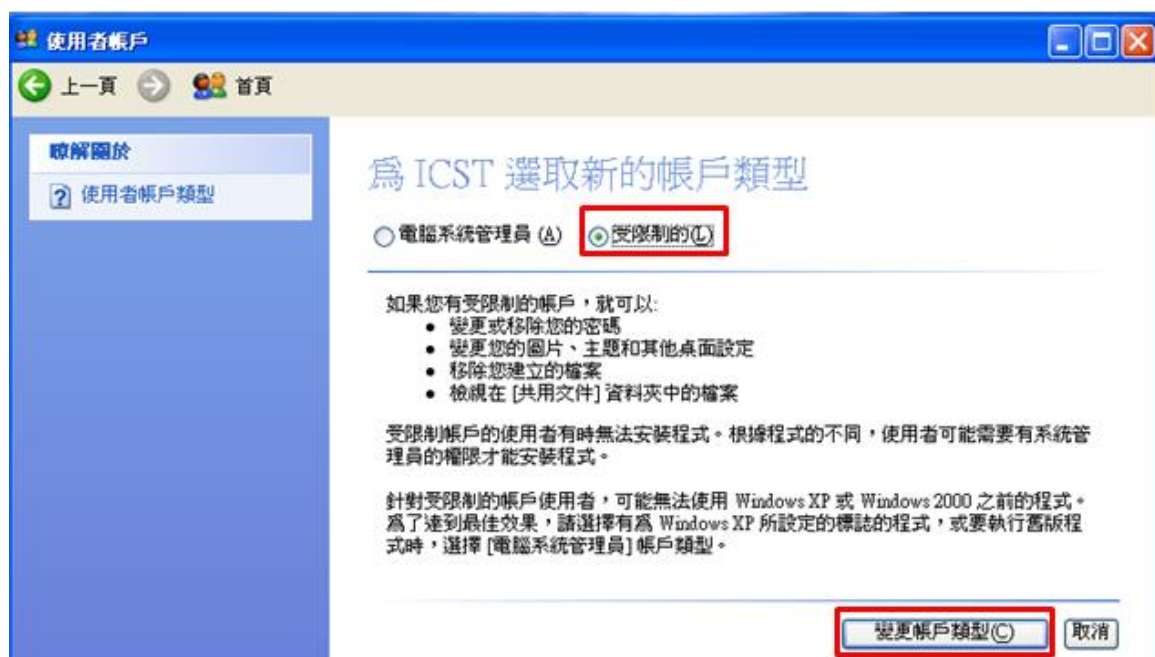 使用者帳戶
上一頁 首頁
瞭解關於
使用者帳戶類型
為 ICST 選取新的帳戶類型
電腦系統管理員 (A) 受限制的(L)
如果您有受限制的帳戶，就可以:
• 變更或移除您的密碼
• 變更您的圖片、主題和其他桌面設定
• 移除您建立的檔案
• 檢視在 [共用文件] 資料夾中的檔案
受限制帳戶的使用者有時無法安裝程式。根據程式的不同，使用者可能需要有系統管
理員的權限才能安裝程式。
針對受限制的帳戶使用者，可能無法使用 Windows XP 或 Windows 2000 之前的程式。
為了達到最佳效果，請選擇有為 Windows XP 所設定的標誌的程式，或要執行舊版程
式時，選擇 [電腦系統管理員] 帳戶類型。
變更帳戶類型(C) 取消